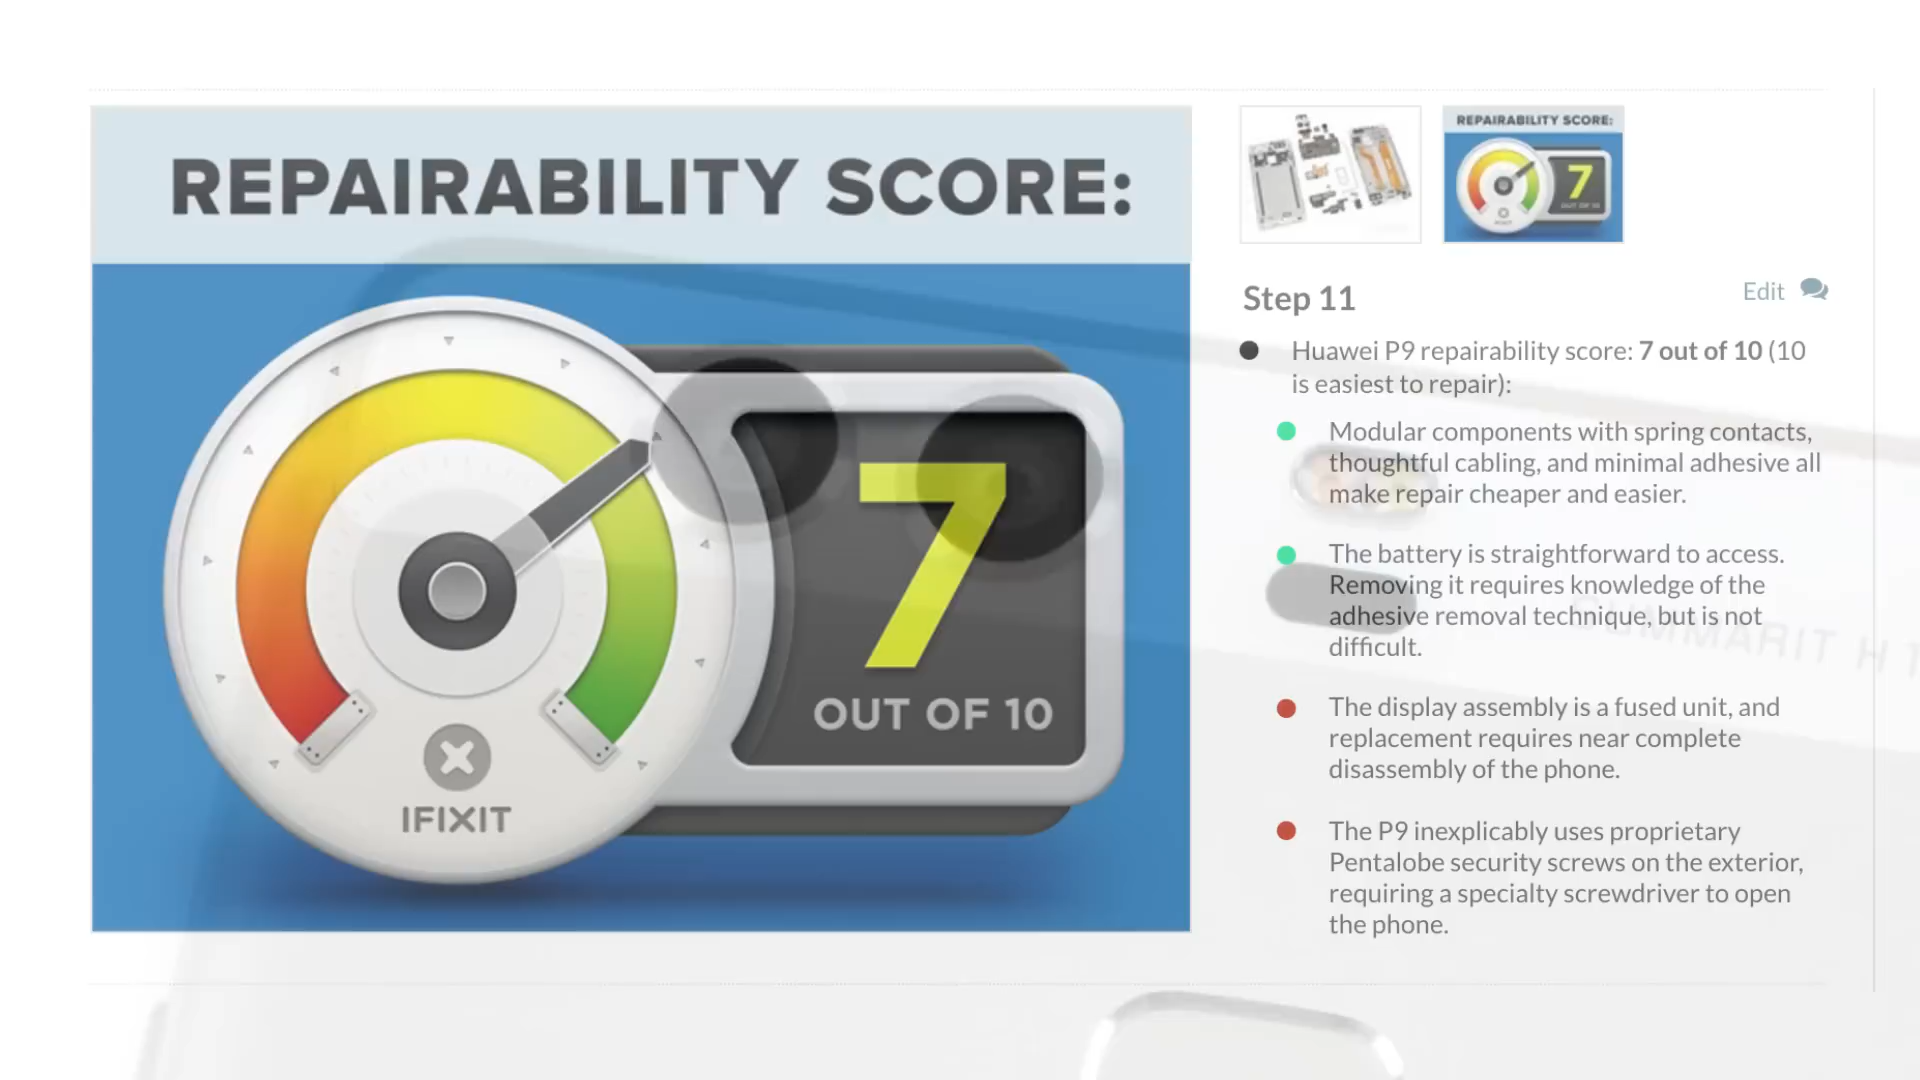 REPAIRABILITY SCORE:
7
OUT OF 10
IFIXIT
REPAIRABILITY SCORE:
7
OUT OF 10
IFIXIT
Step 11
Edit
Huawei P9 repairability score: 7 out of 10 (10
is easiest to repair):
Modular components with spring contacts,
thoughtful cabling, and minimal adhesive all
make repair cheaper and easier.
The battery is straightforward to access.
Removing it requires knowledge of the
adhesive removal technique, but is not
difficult.
The display assembly is a fused unit, and
replacement requires near complete
disassembly of the phone.
The P9 inexplicably uses proprietary
Pentalobe security screws on the exterior,
requiring a specialty screwdriver to open
the phone.